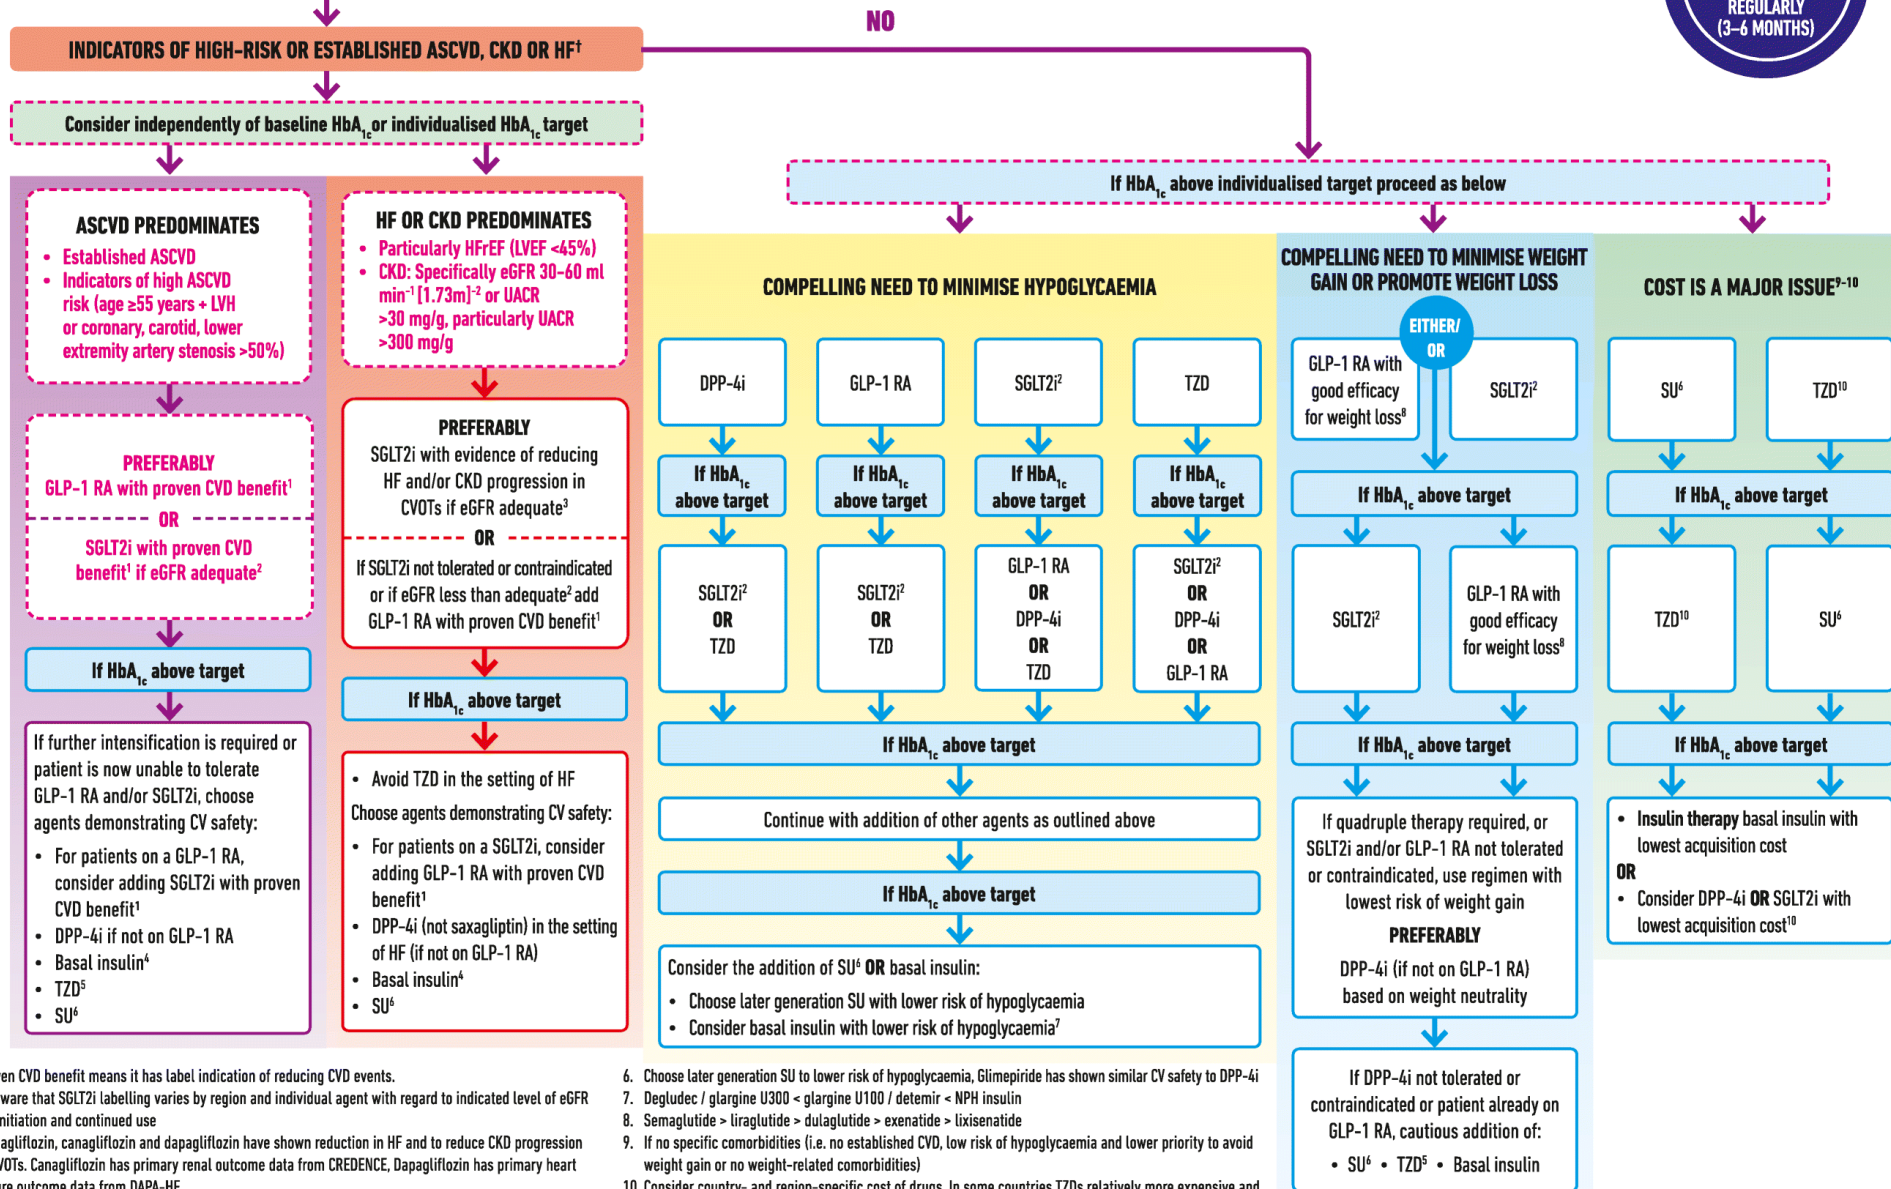 NO
REGULARLY
(3–6 MONTHS)
INDICATORS OF HIGH-RISK OR ESTABLISHED ASCVD, CKD OR HF†
Consider independently of baseline HbA1c or individualised HbA1c target
If HbA1c above individualised target proceed as below
ASCVD PREDOMINATES
• Established ASCVD
• Indicators of high ASCVD
risk (age ≥55 years + LVH
or coronary, carotid, lower
extremity artery stenosis >50%)
PREFERABLY
GLP-1 RA with proven CVD benefit¹
OR
SGLT2i with proven CVD
benefit¹ if eGFR adequate²
If HbA1c above target
If further intensification is required or
patient is now unable to tolerate
GLP-1 RA and/or SGLT2i, choose
agents demonstrating CV safety:
• For patients on a GLP-1 RA,
consider adding SGLT2i with proven
CVD benefit¹
• DPP-4i if not on GLP-1 RA
• Basal insulin⁴
• TZD⁵
• SU⁶
HF OR CKD PREDOMINATES
• Particularly HFrEF (LVEF <45%)
• CKD: Specifically eGFR 30-60 ml
min⁻¹ [1.73m]⁻² or UACR
>30 mg/g, particularly UACR
>300 mg/g
PREFERABLY
SGLT2i with evidence of reducing
HF and/or CKD progression in
CVOTs if eGFR adequate³
OR
If SGLT2i not tolerated or contraindicated
or if eGFR less than adequate² add
GLP-1 RA with proven CVD benefit¹
If HbA1c above target
• Avoid TZD in the setting of HF
Choose agents demonstrating CV safety:
• For patients on a SGLT2i, consider
adding GLP-1 RA with proven CVD
benefit¹
• DPP-4i (not saxagliptin) in the setting
of HF (if not on GLP-1 RA)
• Basal insulin⁴
• SU⁶
COMPELLING NEED TO MINIMISE HYPOGLYCAEMIA
DPP-4i
GLP-1 RA
SGLT2i²
TZD
If HbA1c
above target
If HbA1c
above target
If HbA1c
above target
If HbA1c
above target
SGLT2i²
OR
TZD
SGLT2i²
OR
TZD
GLP-1 RA
OR
DPP-4i
OR
TZD
SGLT2i²
OR
DPP-4i
OR
GLP-1 RA
If HbA1c above target
Continue with addition of other agents as outlined above
If HbA1c above target
Consider the addition of SU⁶ OR basal insulin:
• Choose later generation SU with lower risk of hypoglycaemia
• Consider basal insulin with lower risk of hypoglycaemia⁷
COMPELLING NEED TO MINIMISE WEIGHT
GAIN OR PROMOTE WEIGHT LOSS
EITHER/
OR
GLP-1 RA with
good efficacy
for weight loss⁸
SGLT2i²
If HbA1c above target
SGLT2i²
GLP-1 RA with
good efficacy
for weight loss⁸
If HbA1c above target
If quadruple therapy required, or
SGLT2i and/or GLP-1 RA not tolerated
or contraindicated, use regimen with
lowest risk of weight gain
PREFERABLY
DPP-4i (if not on GLP-1 RA)
based on weight neutrality
If DPP-4i not tolerated or
contraindicated or patient already on
GLP-1 RA, cautious addition of:
• SU⁶ • TZD⁵ • Basal insulin
COST IS A MAJOR ISSUE⁹⁻¹⁰
SU⁶
TZD¹⁰
If HbA1c above target
TZD¹⁰
SU⁶
If HbA1c above target
• Insulin therapy basal insulin with
lowest acquisition cost
OR
• Consider DPP-4i OR SGLT2i with
lowest acquisition cost¹⁰
CVD benefit means it has label indication of reducing CVD events.
that SGLT2i labelling varies by region and individual agent with regard to indicated level of eGFR
and continued use
canagliflozin and dapagliflozin have shown reduction in HF and to reduce CKD progression
Canagliflozin has primary renal outcome data from CREDENCE, Dapagliflozin has primary heart
outcome data from DAPA-HF
6. Choose later generation SU to lower risk of hypoglycaemia, Glimepiride has shown similar CV safety to DPP-4i
7. Degludec / glargine U300 < glargine U100 / detemir < NPH insulin
8. Semaglutide > liraglutide > dulaglutide > exenatide > lixisenatide
9. If no specific comorbidities (i.e. no established CVD, low risk of hypoglycaemia and lower priority to avoid
weight gain or no weight-related comorbidities)
10. Consider country- and region-specific cost of drugs. In some countries TZDs relatively more expensive and